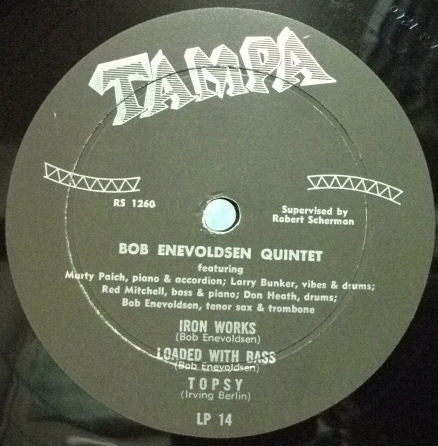 TAMPA
RS 1260
Supervised by
Robert Scherman
BOB ENEVOLDSEN QUINTET
featuring
Marty Paich, piano & accordion; Larry Bunker, vibes & drums;
Red Mitchell, bass & piano; Don Heath, drums;
Bob Enevoldsen, tenor sax & trombone
IRON WORKS
(Bob Enevoldsen)
LOADED WITH BASS
(Bob Enevoldsen)
TOPSY
(Irving Berlin)
LP 14